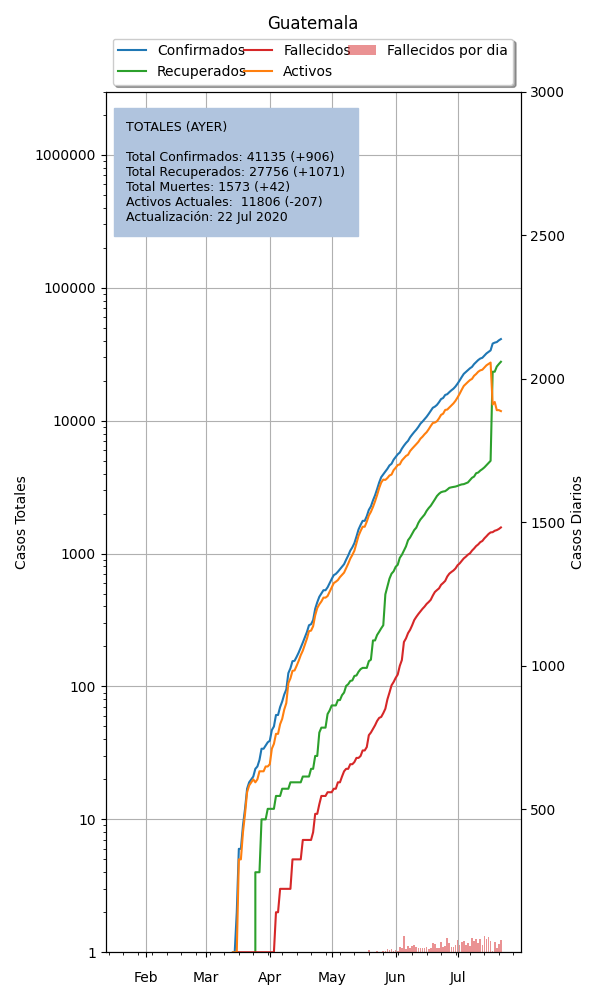 Guatemala
Confirmados Fallecidos Fallecidos por dia
Recuperados Activos
TOTALES (AYER)
Total Confirmados: 41135 (+906)
Total Recuperados: 27756 (+1071)
Total Muertes: 1573 (+42)
Activos Actuales: 11806 (-207)
Actualización: 22 Jul 2020
Casos Totales
1000000
100000
10000
1000
100
10
1
Casos Diarios
3000
2500
2000
1500
1000
500
Feb Mar Apr May Jun Jul